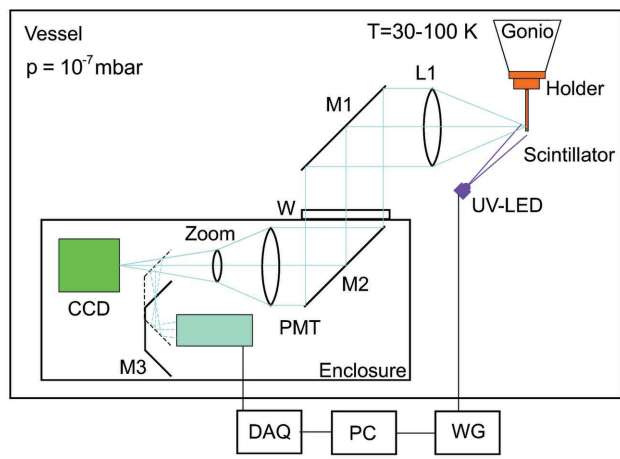 Vessel
T=30-100 K
Gonio
p = 10⁻⁷ mbar
L1
M1
Holder
Scintillator
W
UV-LED
Zoom
M2
CCD
PMT
M3
Enclosure
DAQ
PC
WG